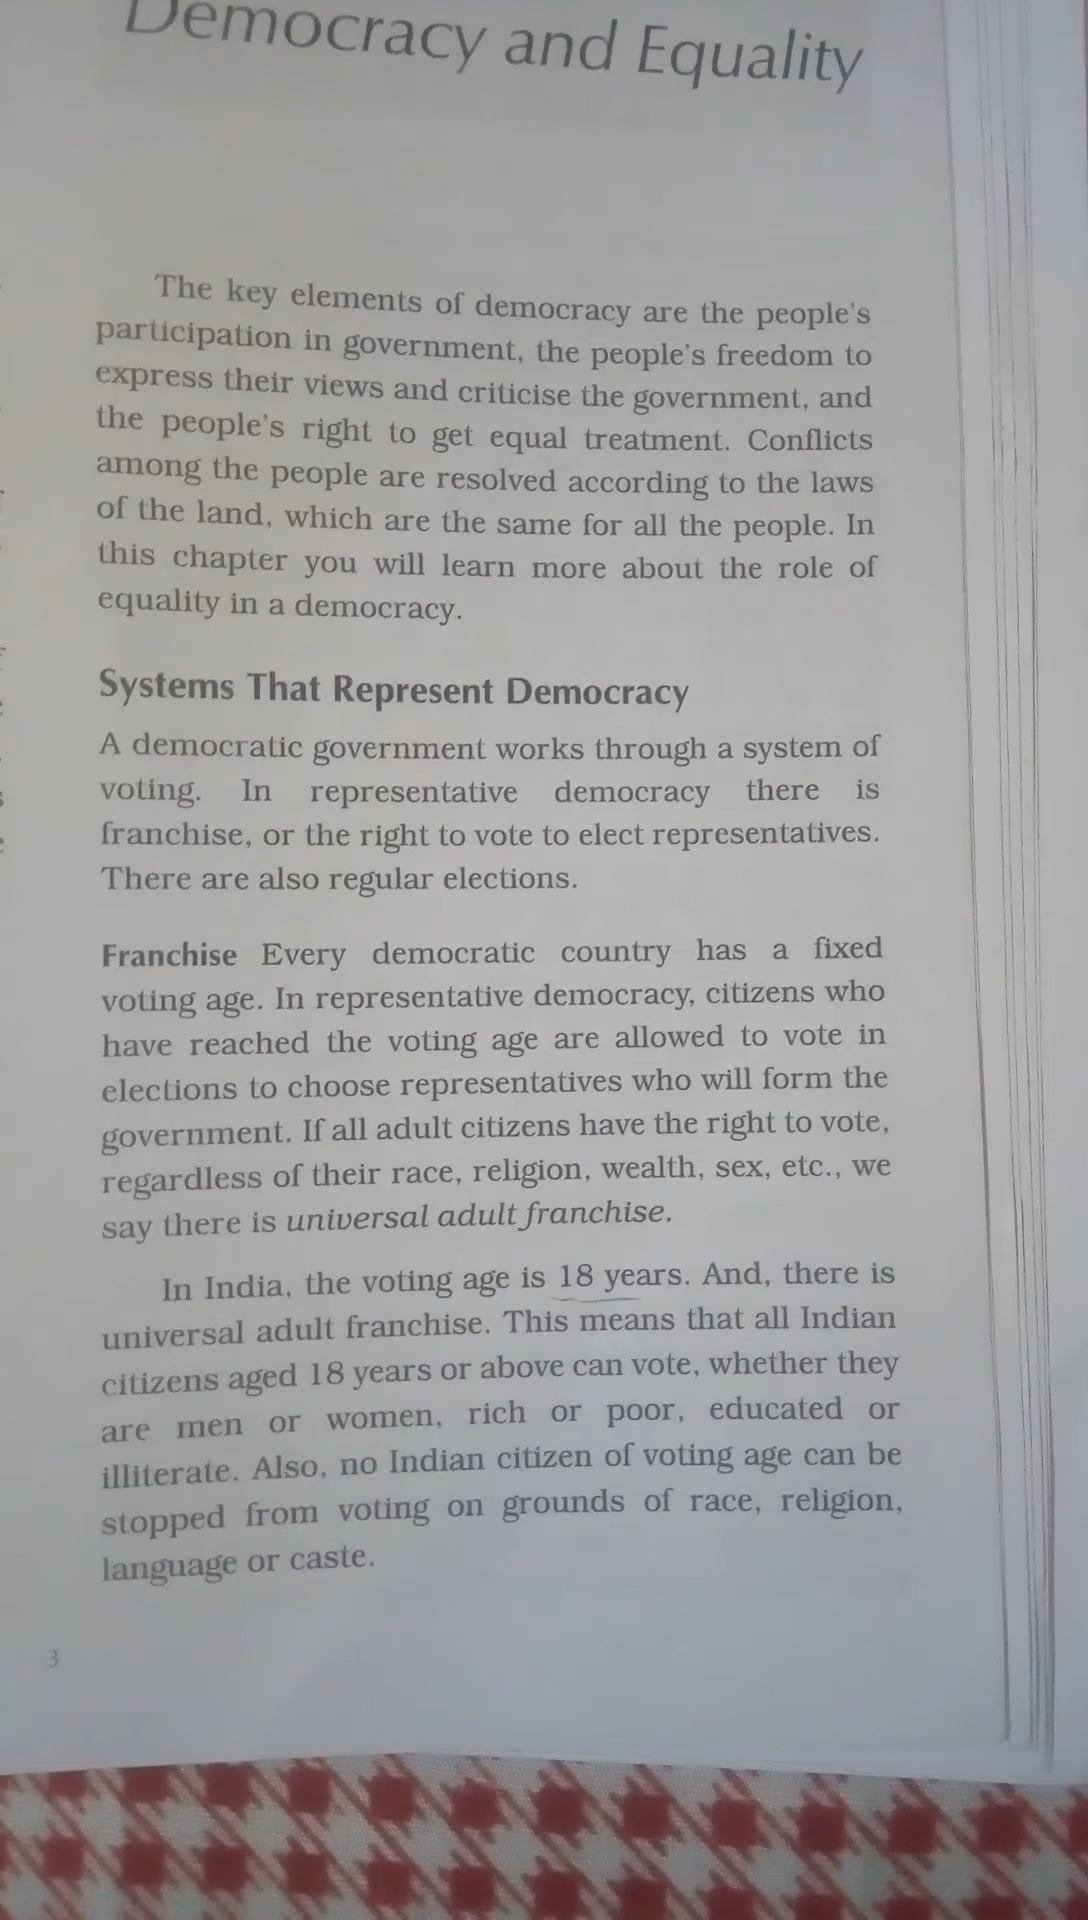 Democracy and Equality
The key elements of democracy are the people's
participation in government, the people's freedom to
express their views and criticise the government, and
the people's right to get equal treatment. Conflicts
among the people are resolved according to the laws
of the land, which are the same for all the people. In
this chapter you will learn more about the role of
equality in a democracy.
Systems That Represent Democracy
A democratic government works through a system of
voting. In representative democracy there is
franchise, or the right to vote to elect representatives.
There are also regular elections.
Franchise Every democratic country has a fixed
voting age. In representative democracy, citizens who
have reached the voting age are allowed to vote in
elections to choose representatives who will form the
government. If all adult citizens have the right to vote,
regardless of their race, religion, wealth, sex, etc., we
say there is universal adult franchise.
In India, the voting age is 18 years. And, there is
universal adult franchise. This means that all Indian
citizens aged 18 years or above can vote, whether they
are men or women, rich or poor, educated or
illiterate. Also, no Indian citizen of voting age can be
stopped from voting on grounds of race, religion,
language or caste.
3